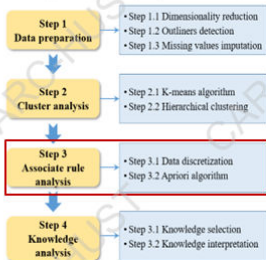 Step 1
Data preparation
• Step 1.1 Dimensionality reduction
• Step 1.2 Outliners detection
• Step 1.3 Missing values imputation
Step 2
Cluster analysis
• Step 2.1 K-means algorithm
• Step 2.2 Hierarchical clustering
Step 3
Associate rule
analysis
• Step 3.1 Data discretization
• Step 3.2 Apriori algorithm
Step 4
Knowledge
analysis
• Step 3.1 Knowledge selection
• Step 3.2 Knowledge interpretation